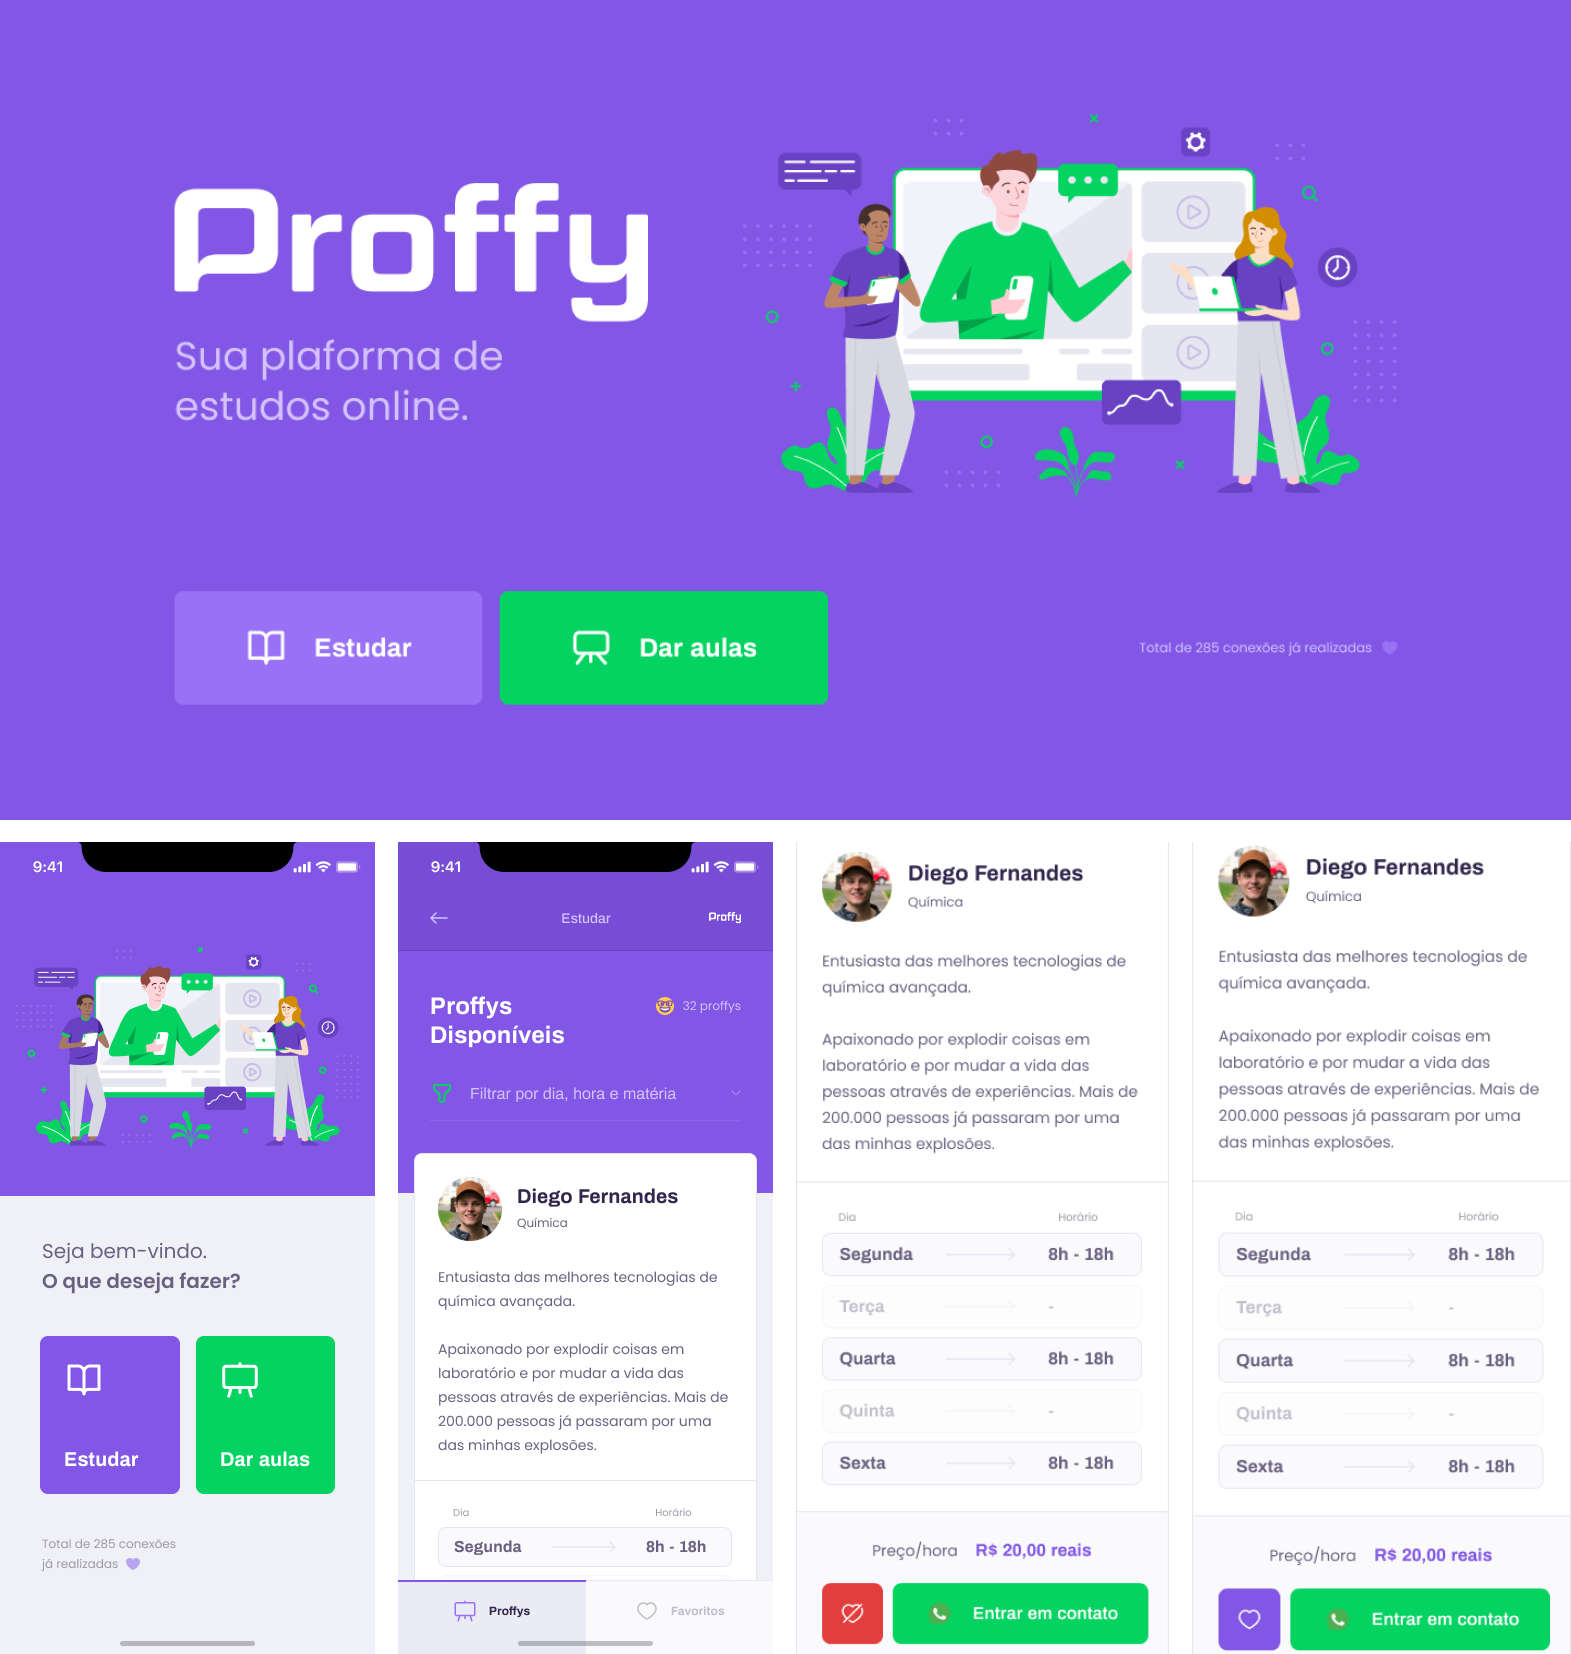 Proffy
Sua plaforma de
estudos online.
Estudar
Dar aulas
Total de 285 conexões já realizadas
9:41
Seja bem-vindo.
O que deseja fazer?
Estudar
Dar aulas
Total de 285 conexões
já realizadas
9:41
Estudar
Proffy
Proffys
Disponíveis
32 proffys
Filtrar por dia, hora e matéria
Diego Fernandes
Química
Entusiasta das melhores tecnologias de
química avançada.
Apaixonado por explodir coisas em
laboratório e por mudar a vida das
pessoas através de experiências. Mais de
200.000 pessoas já passaram por uma
das minhas explosões.
Dia
Horário
Segunda
8h - 18h
Proffys
Favoritos
Diego Fernandes
Química
Entusiasta das melhores tecnologias de
química avançada.
Apaixonado por explodir coisas em
laboratório e por mudar a vida das
pessoas através de experiências. Mais de
200.000 pessoas já passaram por uma
das minhas explosões.
Dia Horário
Segunda 8h - 18h
Terça -
Quarta 8h - 18h
Quinta -
Sexta 8h - 18h
Preço/hora R$ 20,00 reais
Entrar em contato
Diego Fernandes
Química
Entusiasta das melhores tecnologias de
química avançada.
Apaixonado por explodir coisas em
laboratório e por mudar a vida das
pessoas através de experiências. Mais de
200.000 pessoas já passaram por uma
das minhas explosões.
Dia Horário
Segunda 8h - 18h
Terça -
Quarta 8h - 18h
Quinta -
Sexta 8h - 18h
Preço/hora R$ 20,00 reais
Entrar em contato